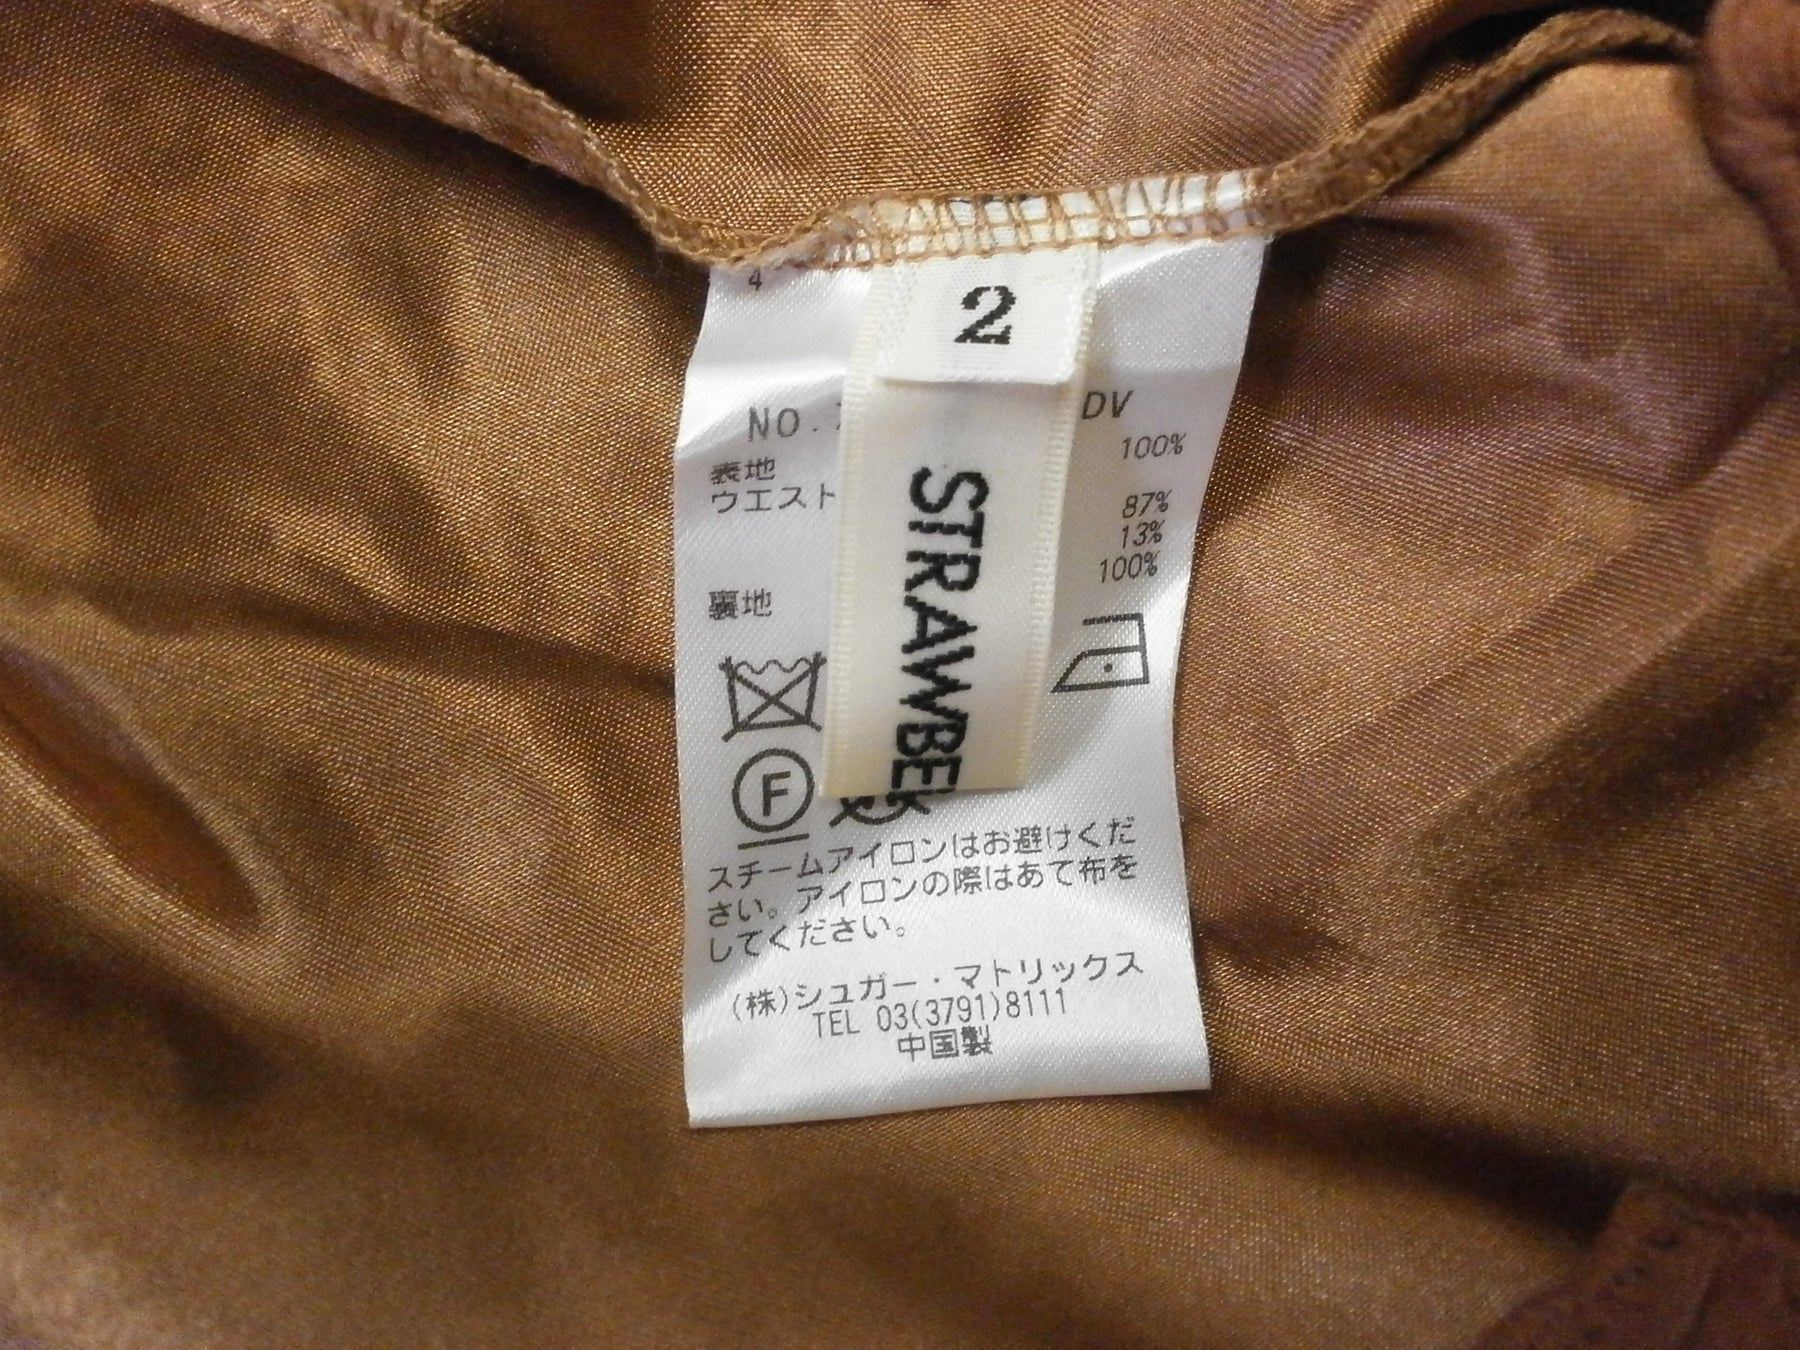 4
2
NO.
DV
表地
100%
ウエスト
87%
13%
100%
裏地
STRAWBE
F
スチームアイロンはお避けくだ
さい。アイロンの際はあて布を
してください。
(株)シュガー・マトリックス
TEL 03(3791)8111
中国製